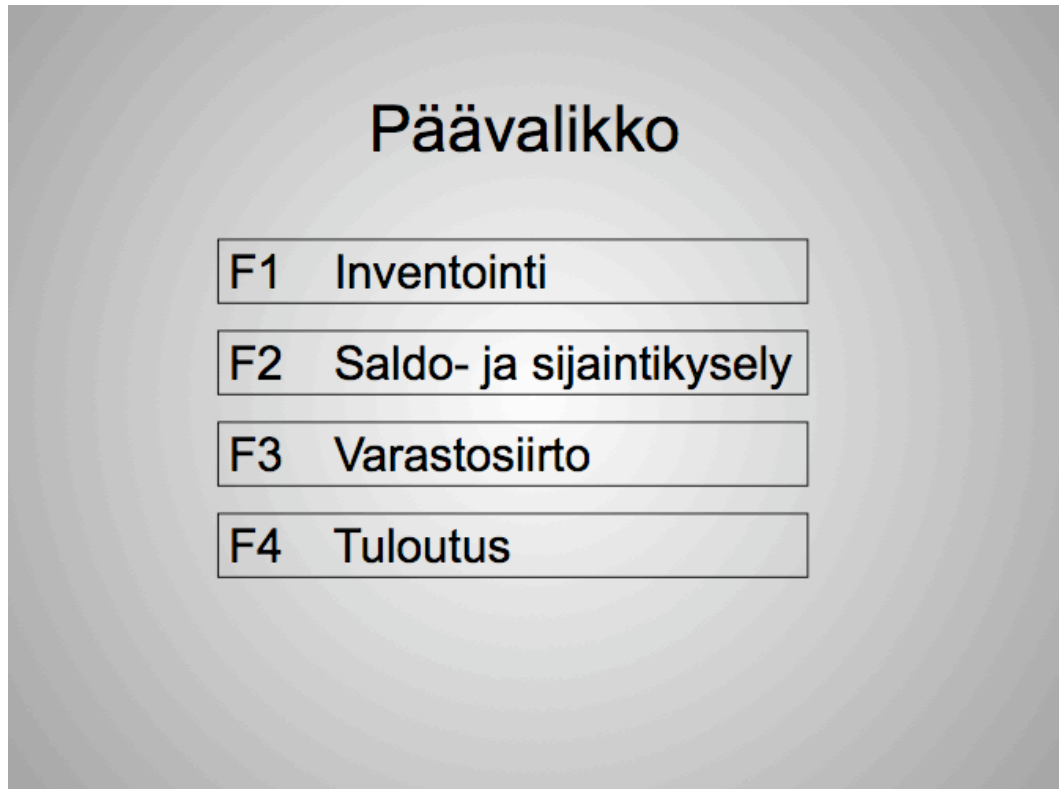 Päävalikko
F1 Inventointi
F2 Saldo- ja sijaintikysely
F3 Varastosiirto
F4 Tuloutus